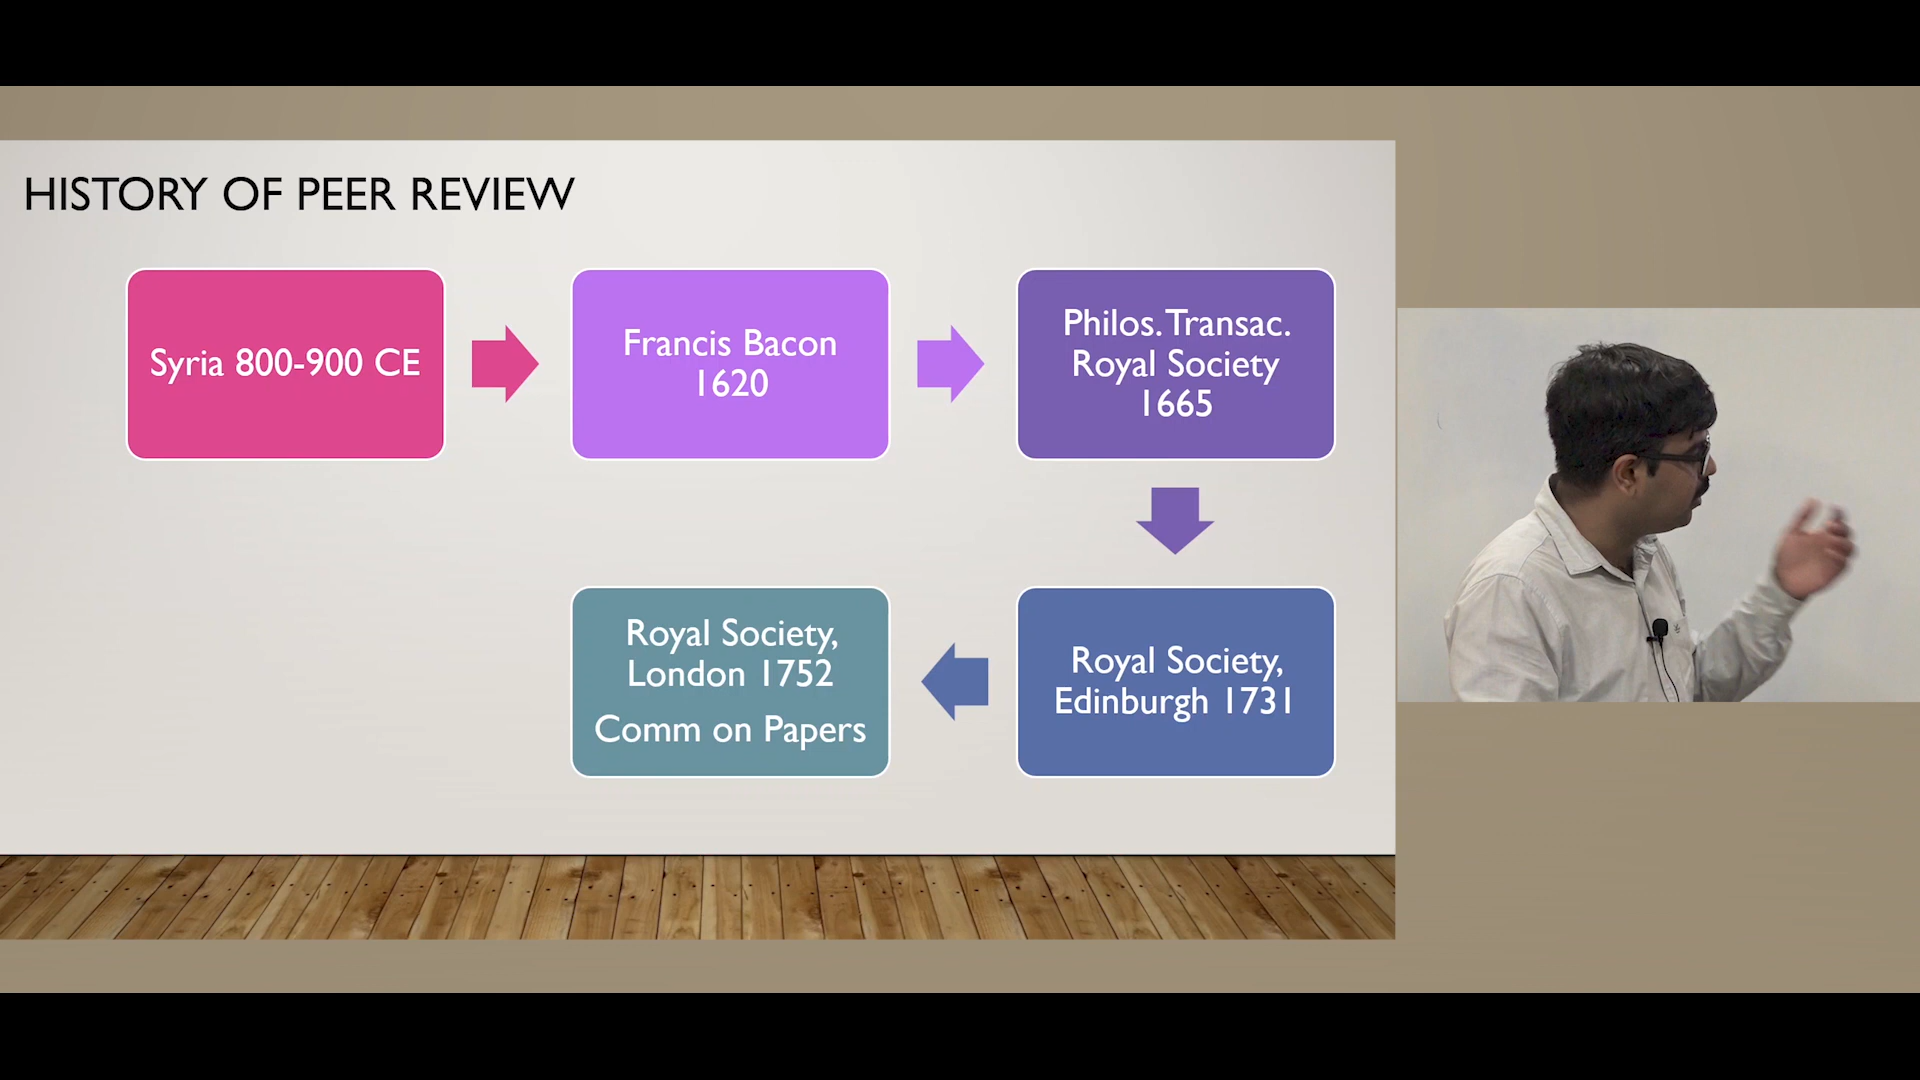 HISTORY OF PEER REVIEW
Syria 800-900 CE
Francis Bacon
1620
Philos. Transac.
Royal Society
1665
Royal Society,
Edinburgh 1731
Royal Society,
London 1752
Comm on Papers